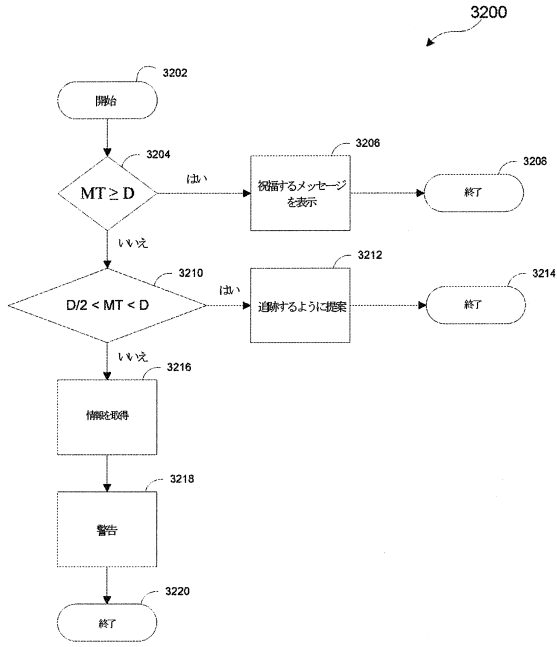 3200
3202
開始
3204
MT ≥ D
はい
3206
祝福するメッセージ
を表示
3208
終了
いいえ
3210
D/2 < MT < D
はい
3212
追跡するように提案
3214
終了
いいえ
3216
情報を取得
3218
警告
3220
終了